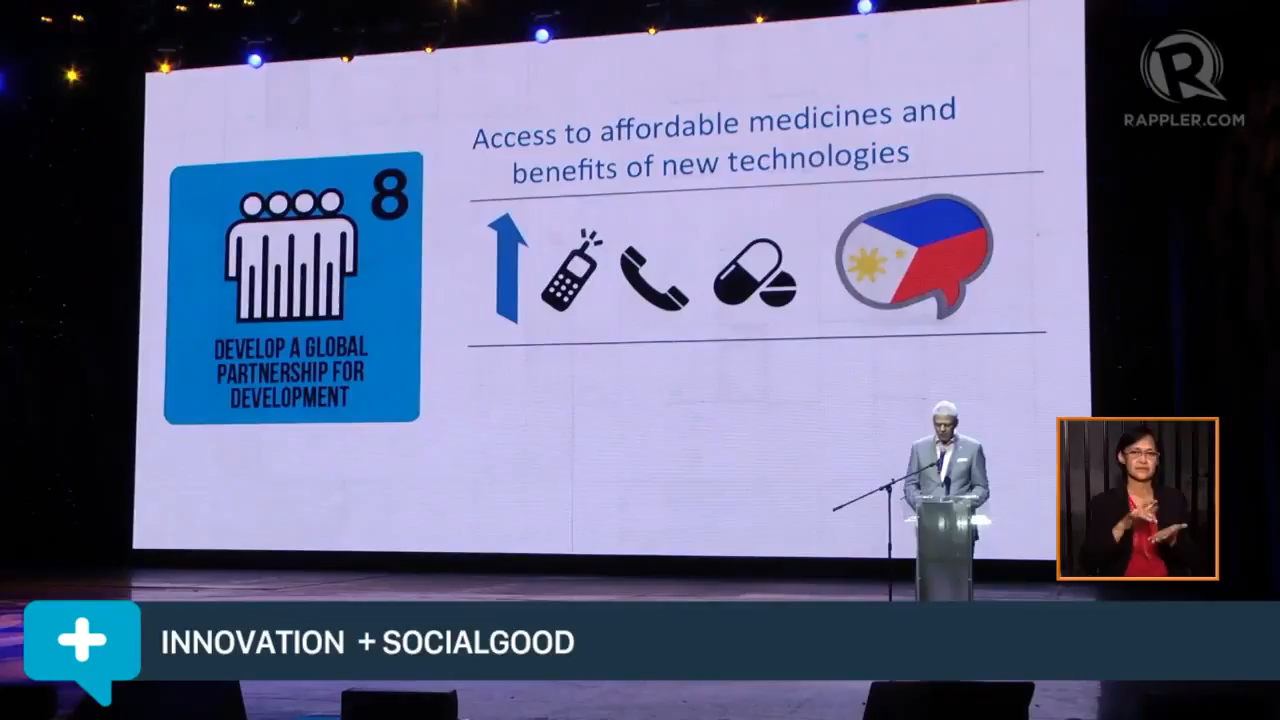 R
RAPPLER.COM
Access to affordable medicines and
benefits of new technologies
8
DEVELOP A GLOBAL
PARTNERSHIP FOR
DEVELOPMENT
INNOVATION + SOCIALGOOD